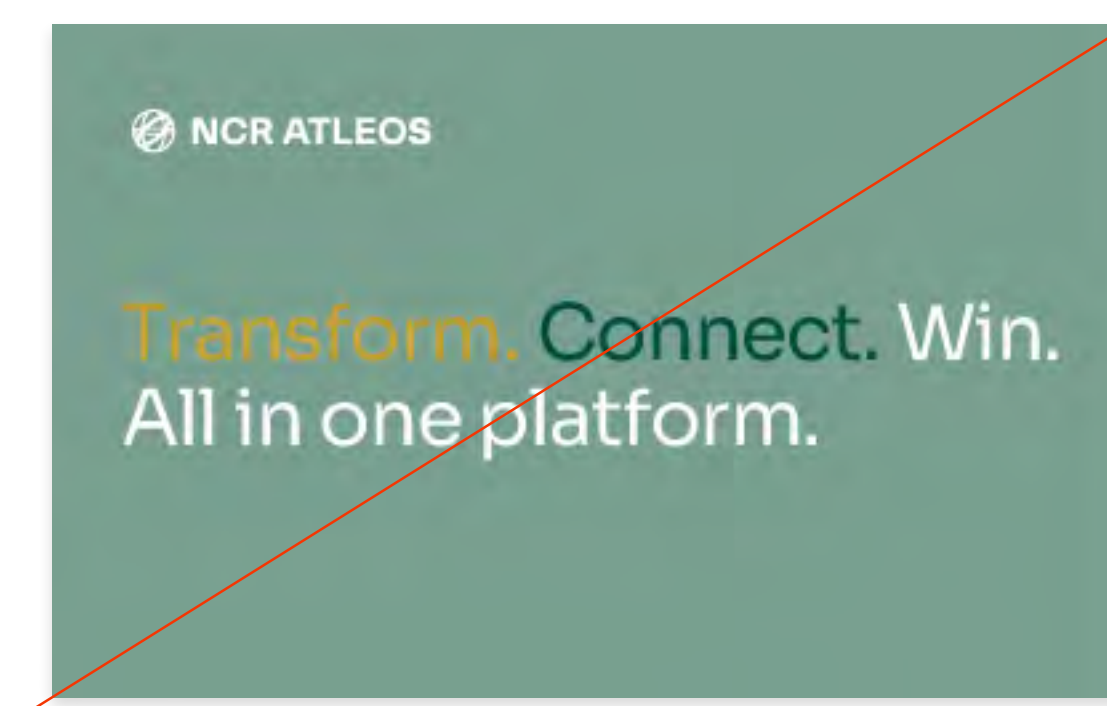 NCR ATLEOS
Transform. Connect. Win.
All in one platform.